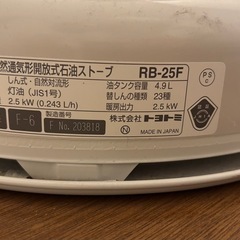 然通気形開放式石油ストーブ RB-25F
しん式・自然対流形 油タンク容量 4.9 L
灯油 (JIS1号) 替しんの種類 23種
2.5 kW (0.243 L/h) 暖房出力 2.5 kW
F-6 製造番号 株式会社トヨトミ
F No. 203818 MADE IN JAPAN
PS
C